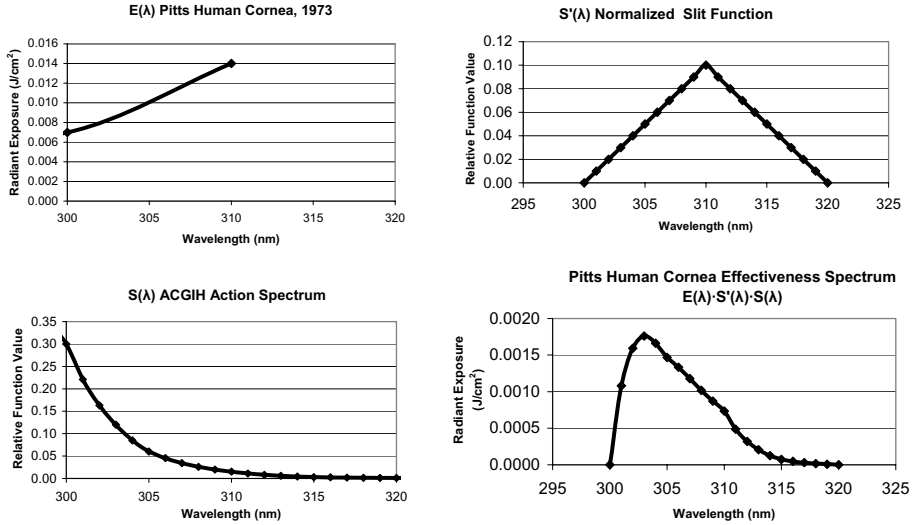 E(λ) Pitts Human Cornea, 1973
Radiant Exposure (J/cm²)
0.016
0.014
0.012
0.010
0.008
0.006
0.004
0.002
0.000
300 305 310 315 320
Wavelength (nm)
S'(λ) Normalized Slit Function
Relative Function Value
0.12
0.10
0.08
0.06
0.04
0.02
0.00
295 300 305 310 315 320 325
Wavelength (nm)
S(λ) ACGIH Action Spectrum
Relative Function Value
0.35
0.30
0.25
0.20
0.15
0.10
0.05
0.00
300 305 310 315 320
Wavelength (nm)
Pitts Human Cornea Effectiveness Spectrum
E(λ)·S'(λ)·S(λ)
Radiant Exposure
(J/cm²)
0.0020
0.0015
0.0010
0.0005
0.0000
295 300 305 310 315 320 325
Wavelength (nm)